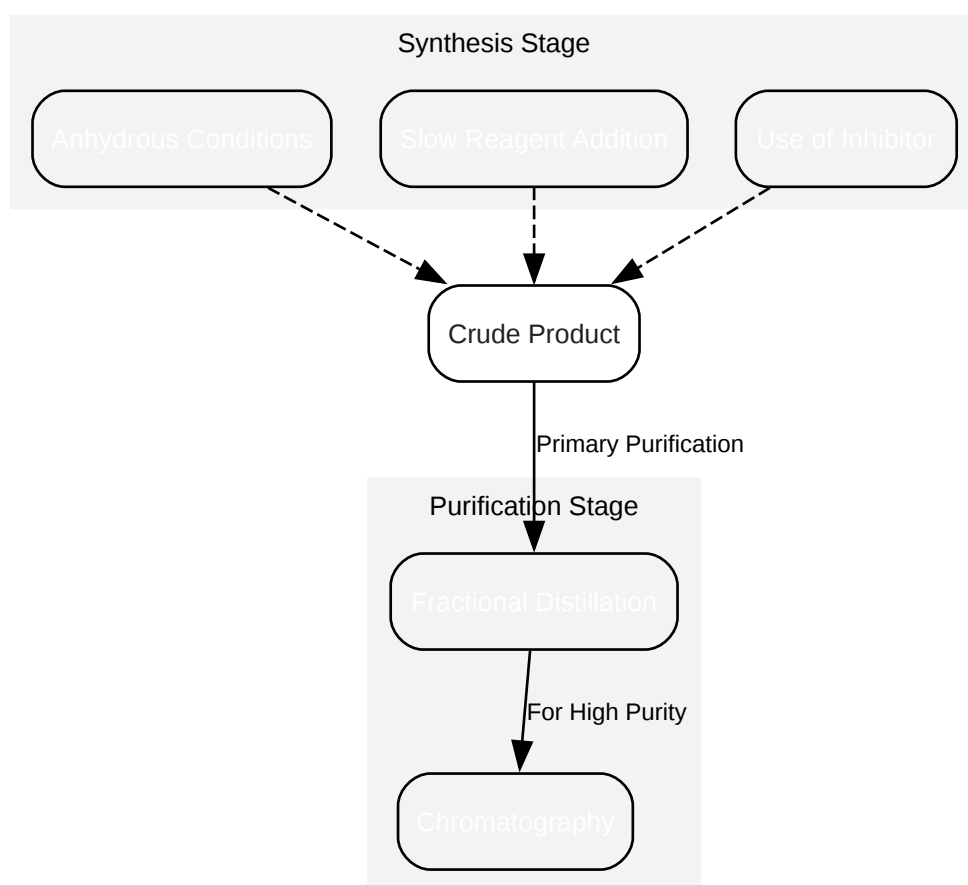 Synthesis Stage
Anhydrous Conditions
Slow Reagent Addition
Use of Inhibitor
Crude Product
Primary Purification
Purification Stage
Fractional Distillation
For High Purity
Chromatography